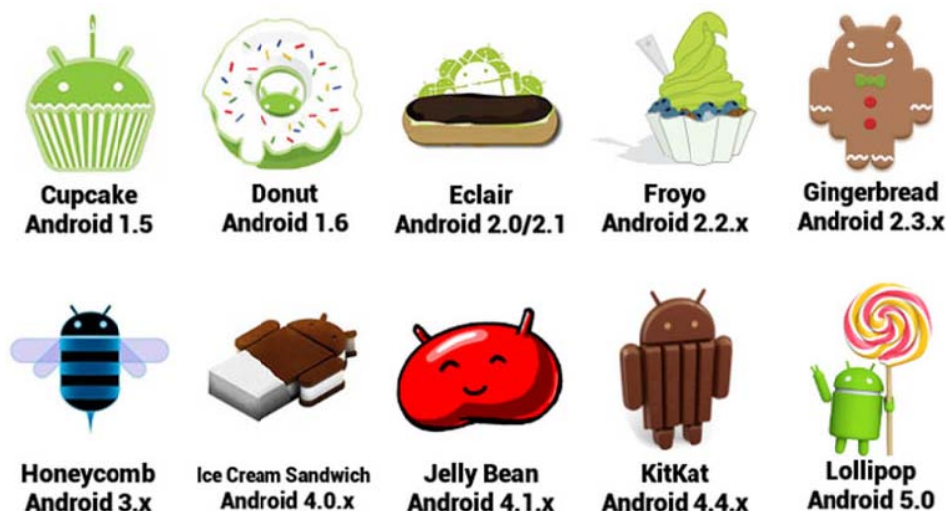 Cupcake
Android 1.5
Donut
Android 1.6
Eclair
Android 2.0/2.1
Froyo
Android 2.2.x
Gingerbread
Android 2.3.x
Honeycomb
Android 3.x
Ice Cream Sandwich
Android 4.0.x
Jelly Bean
Android 4.1.x
KitKat
Android 4.4.x
Lollipop
Android 5.0